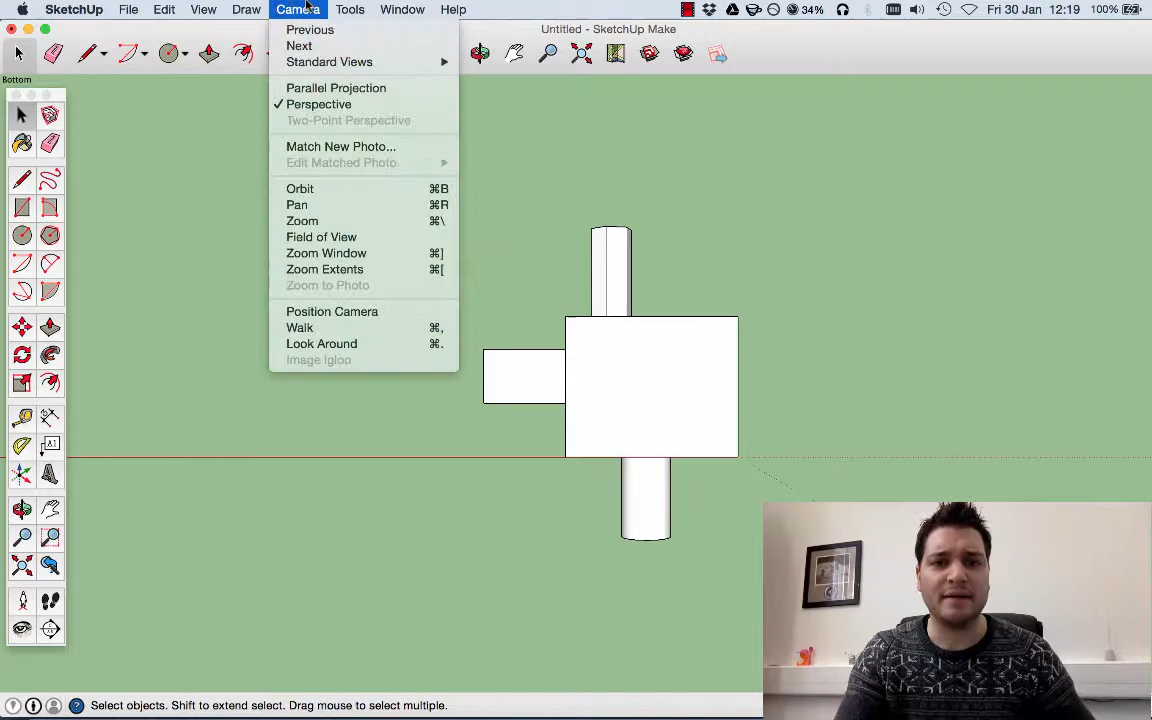 SketchUp File Edit View Draw Camera Tools Window Help 34% Fri 30 Jan 12:19 100%
Untitled - SketchUp Make
Bottom
Previous
Next
Standard Views
Parallel Projection
✓ Perspective
Two-Point Perspective
Match New Photo...
Edit Matched Photo
Orbit ⌘B
Pan ⌘R
Zoom ⌘\
Field of View
Zoom Window ⌘]
Zoom Extents ⌘[
Zoom to Photo
Position Camera
Walk ⌘,
Look Around ⌘.
Image Igloo
A1
Select objects. Shift to extend select. Drag mouse to select multiple.